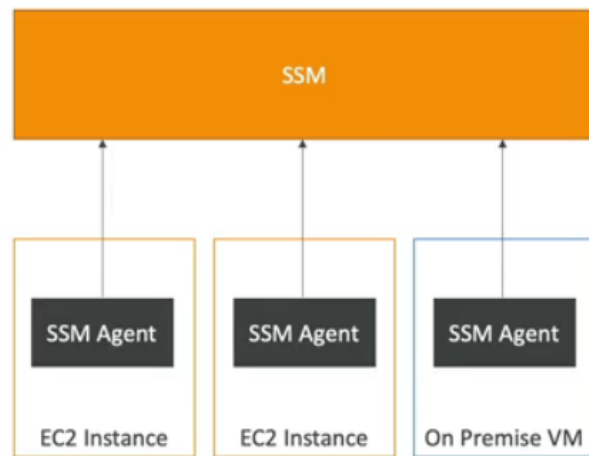 SSM
SSM Agent
SSM Agent
SSM Agent
EC2 Instance
EC2 Instance
On Premise VM